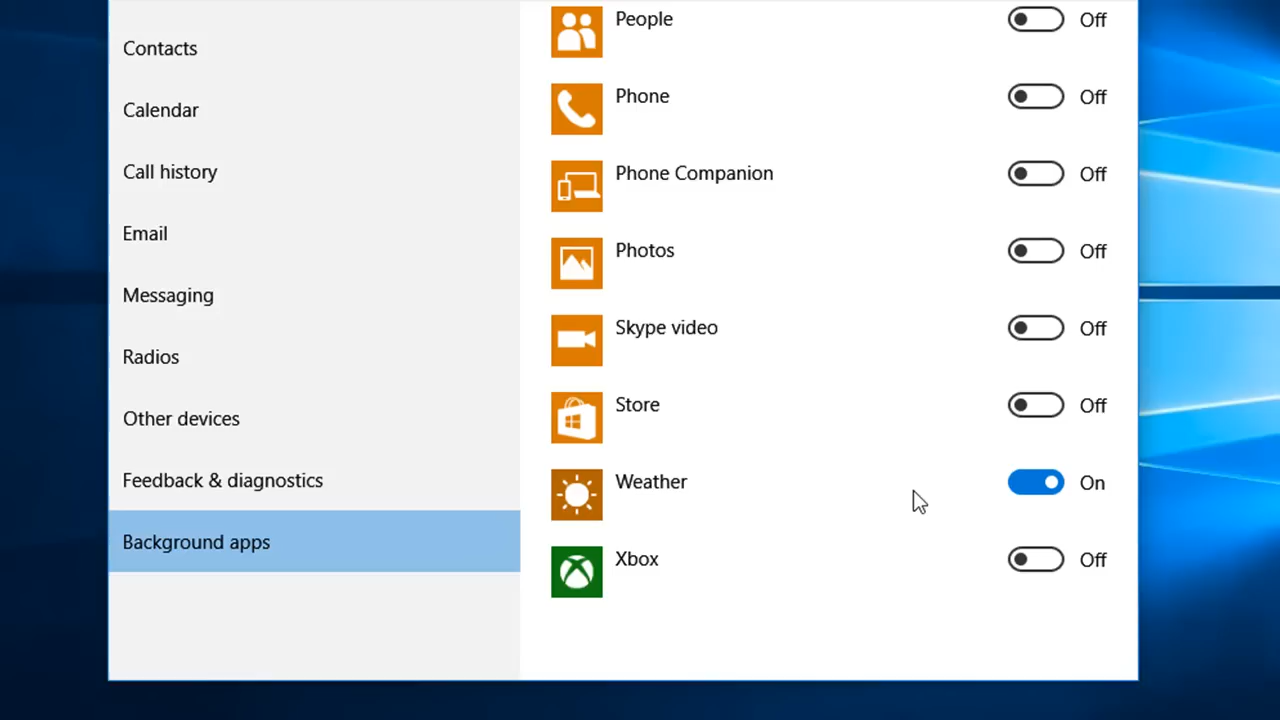 Contacts
Calendar
Call history
Email
Messaging
Radios
Other devices
Feedback & diagnostics
Background apps
People Off
Phone Off
Phone Companion Off
Photos Off
Skype video Off
Store Off
Weather On
Xbox Off